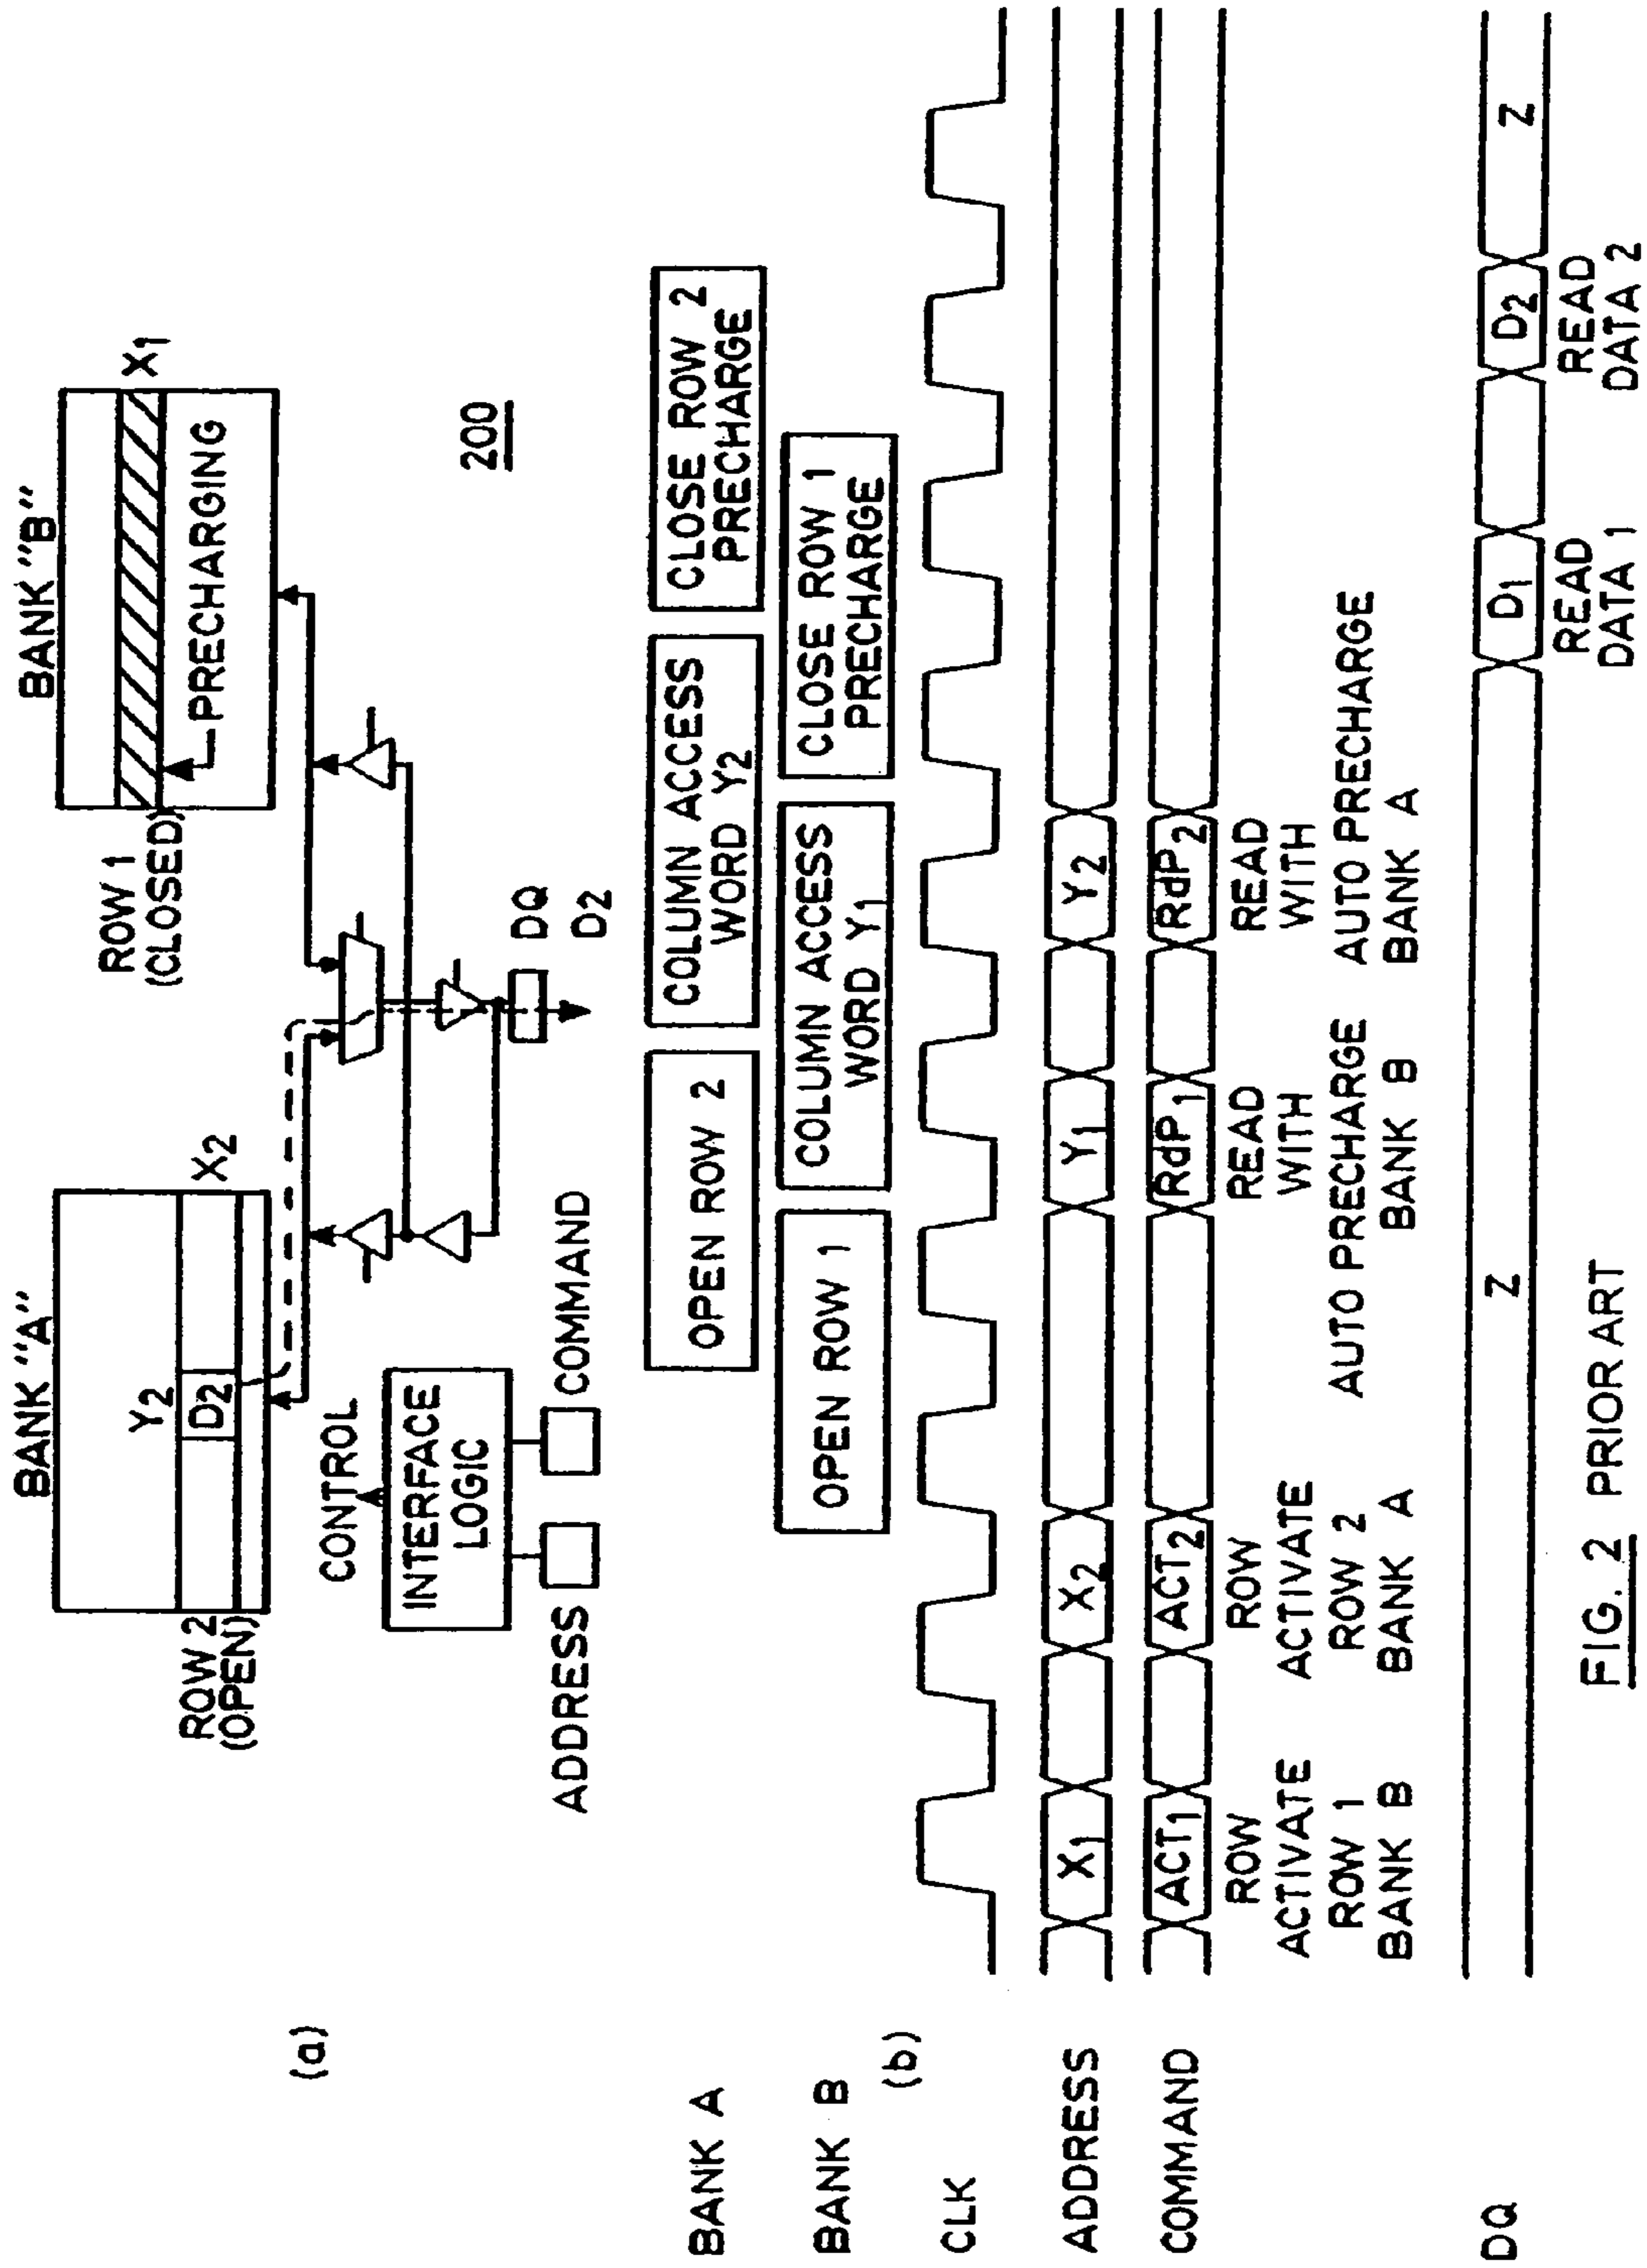 BANK "A"
BANK "B"
Y2
D2
X2
ROW 2
(OPEN)
ROW 1
(CLOSED)
X1
PRECHARGING
CONTROL
INTERFACE
LOGIC
ADDRESS
COMMAND
DQ
D2
200
(a)
BANK A
OPEN ROW 2
COLUMN ACCESS
WORD Y2
CLOSE ROW 2
PRECHARGE
BANK B
OPEN ROW 1
COLUMN ACCESS
WORD Y1
CLOSE ROW 1
PRECHARGE
(b)
CLK
ADDRESS
X1
X2
Y1
Y2
COMMAND
ACT1
ACT2
RdP1
RdP2
ROW
ACTIVATE
ROW 1
BANK B
ROW
ACTIVATE
ROW 2
BANK A
READ
WITH
AUTO PRECHARGE
BANK B
READ
WITH
AUTO PRECHARGE
BANK A
DQ
Z
D1
D2
Z
READ
DATA 1
READ
DATA 2
FIG. 2 PRIOR ART